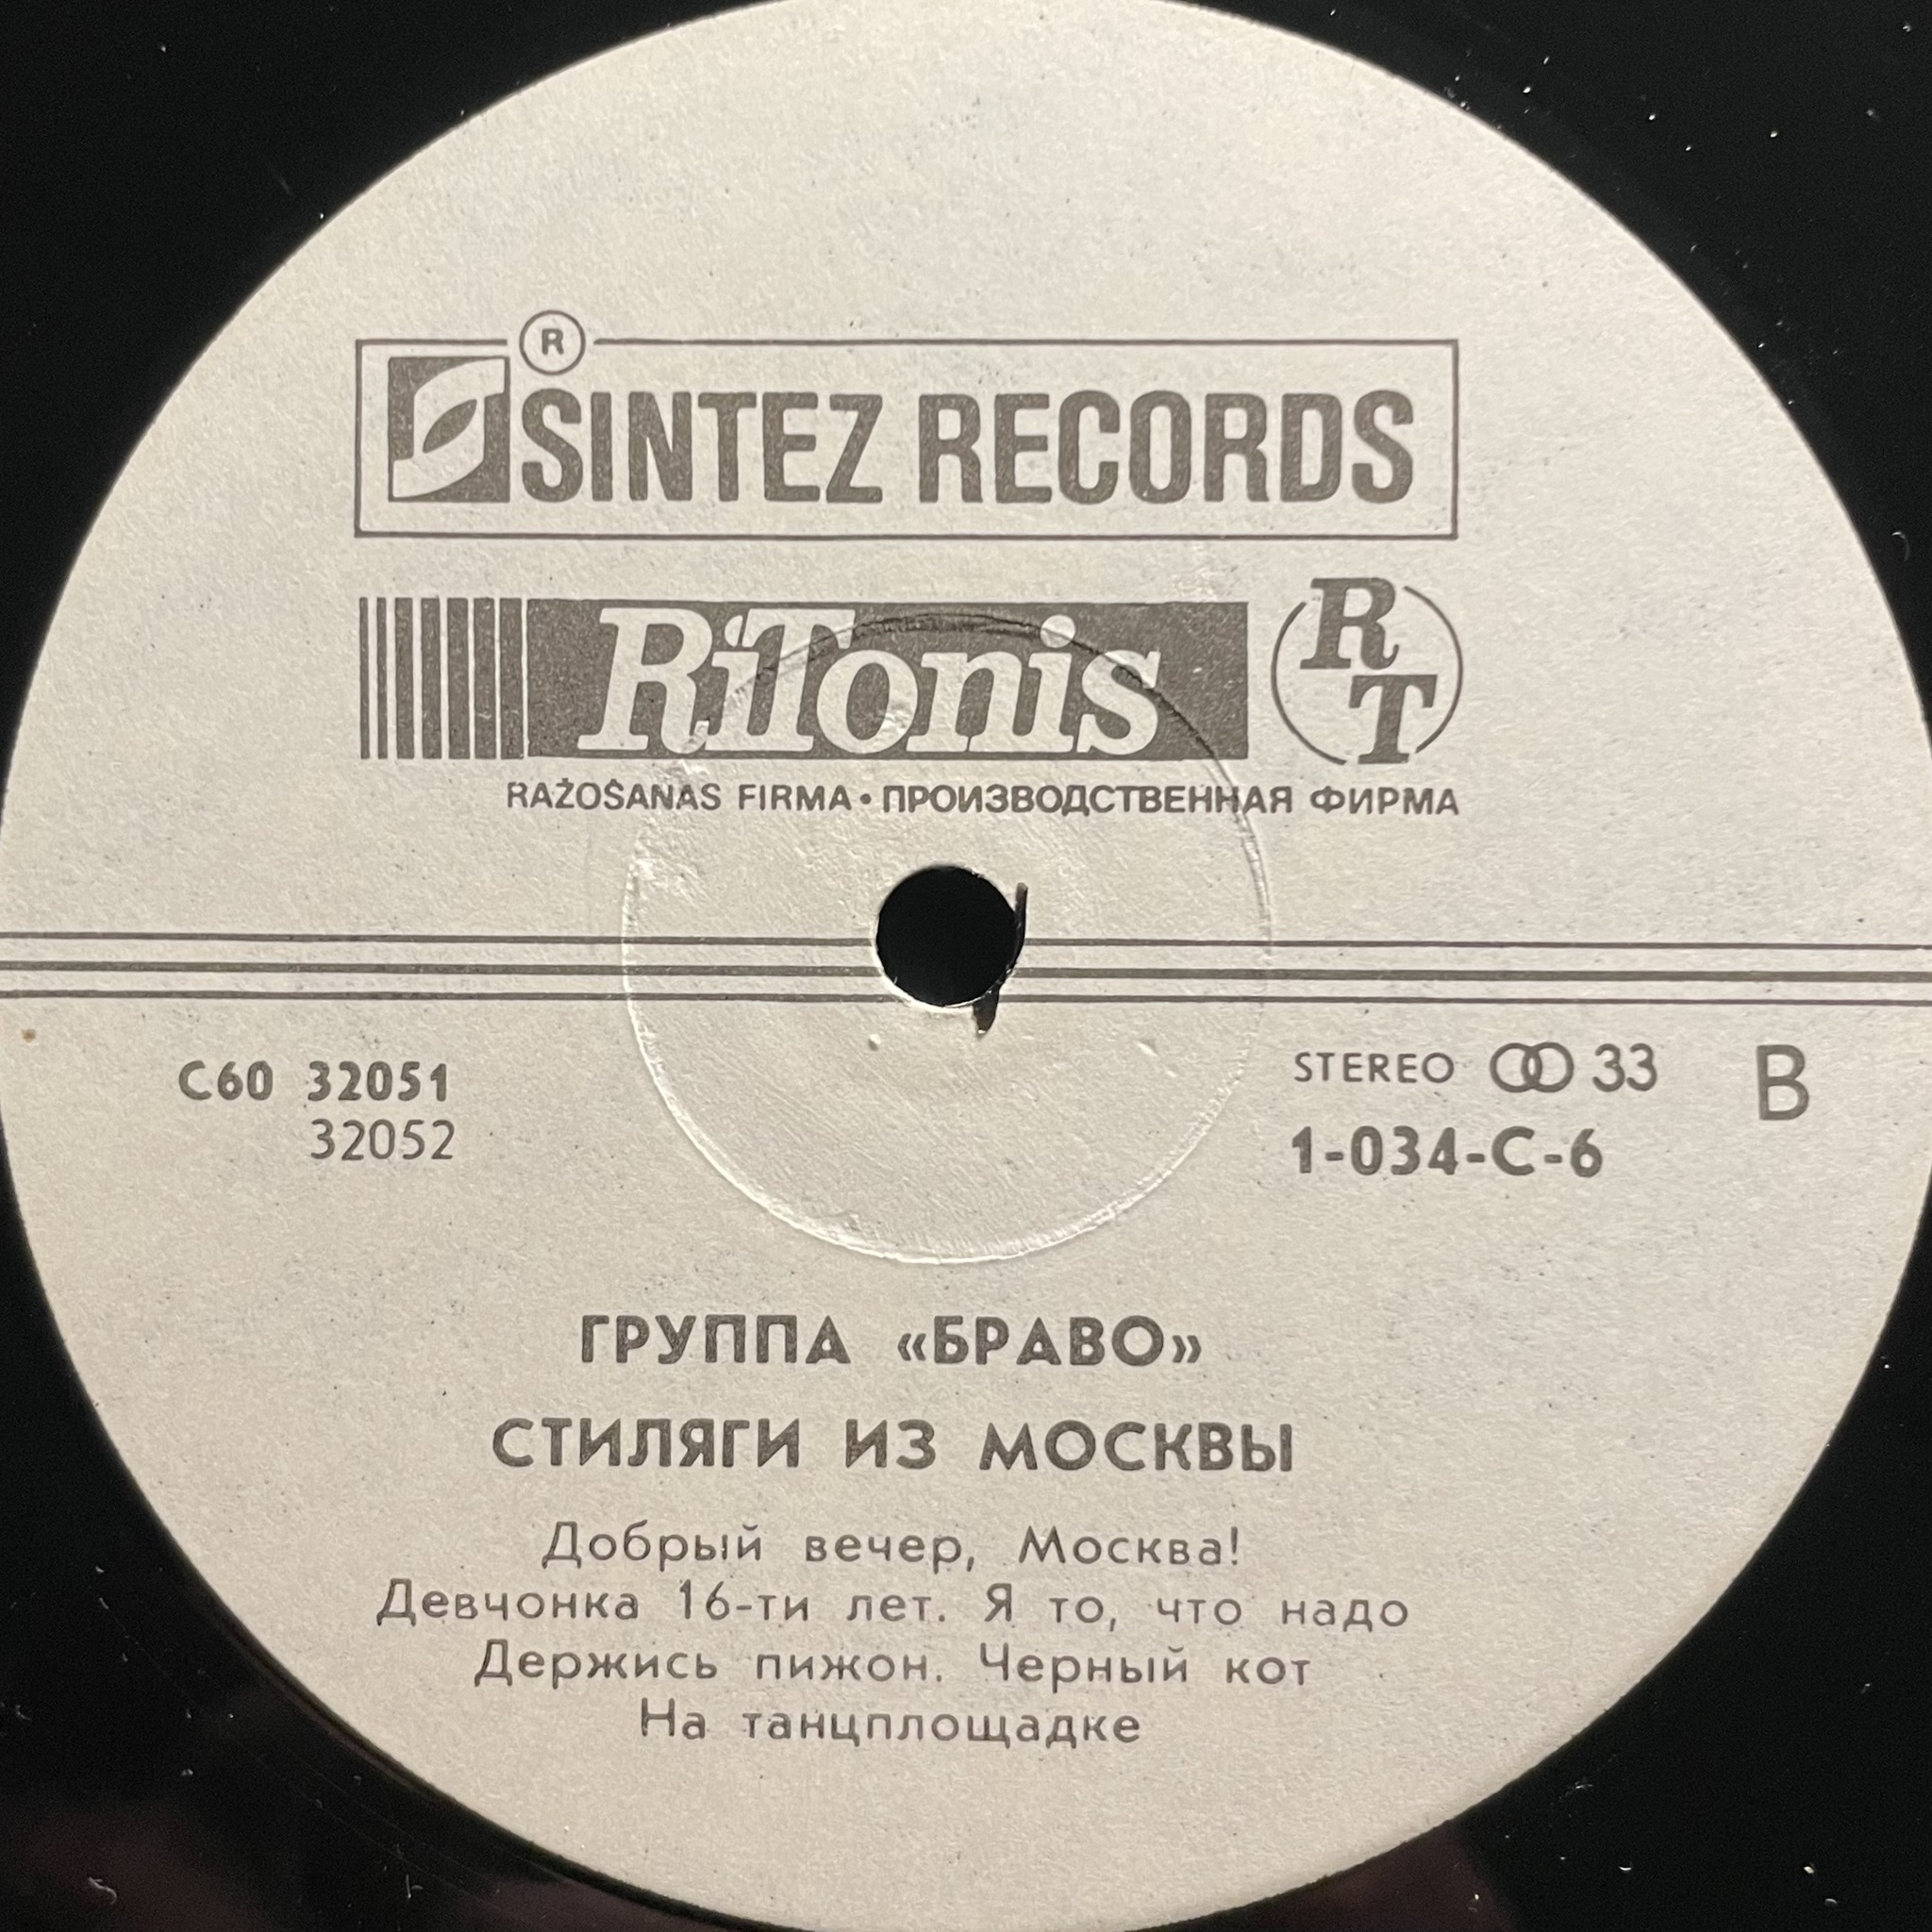 ®
SINTEZ RECORDS
RiTonis RT
RAŽOŠANAS FIRMA • ПРОИЗВОДСТВЕННАЯ ФИРМА
С60 32051
32052
STEREO 33 B
1-034-C-6
ГРУППА «БРАВО»
СТИЛЯГИ ИЗ МОСКВЫ
Добрый вечер, Москва!
Девчонка 16-ти лет. Я то, что надо
Держись пижон. Черный кот
На танцплощадке